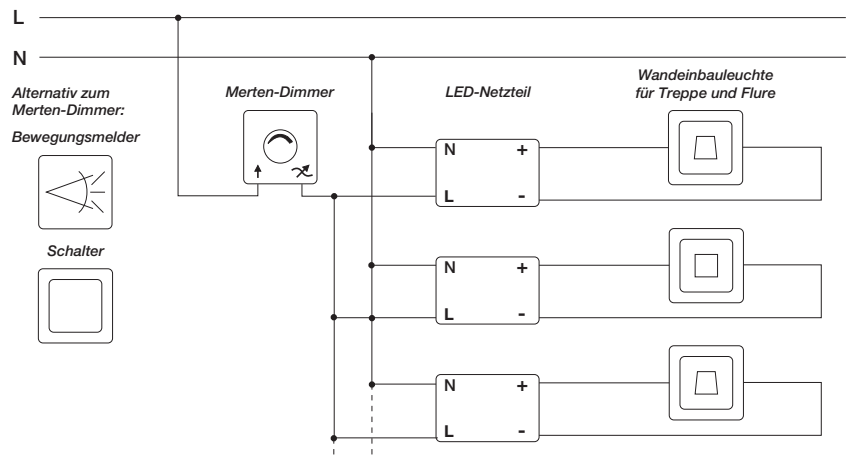 L
N
Alternativ zum
Merten-Dimmer:
Bewegungsmelder
Schalter
Merten-Dimmer
LED-Netzteil
Wandeinbauleuchte
für Treppe und Flure
N +
L -
N +
L -
N +
L -